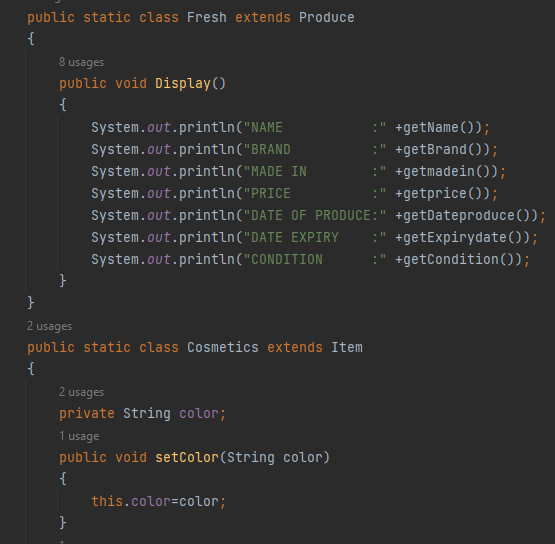 public static class Fresh extends Produce
{
8 usages
public void Display()
{
System.out.println("NAME           :" +getName());
System.out.println("BRAND          :" +getBrand());
System.out.println("MADE IN        :" +getmadein());
System.out.println("PRICE          :" +getprice());
System.out.println("DATE OF PRODUCE:" +getDateproduce());
System.out.println("DATE EXPIRY    :" +getExpirydate());
System.out.println("CONDITION      :" +getCondition());
}
}
2 usages
public static class Cosmetics extends Item
{
2 usages
private String color;
1 usage
public void setColor(String color)
{
this.color=color;
}